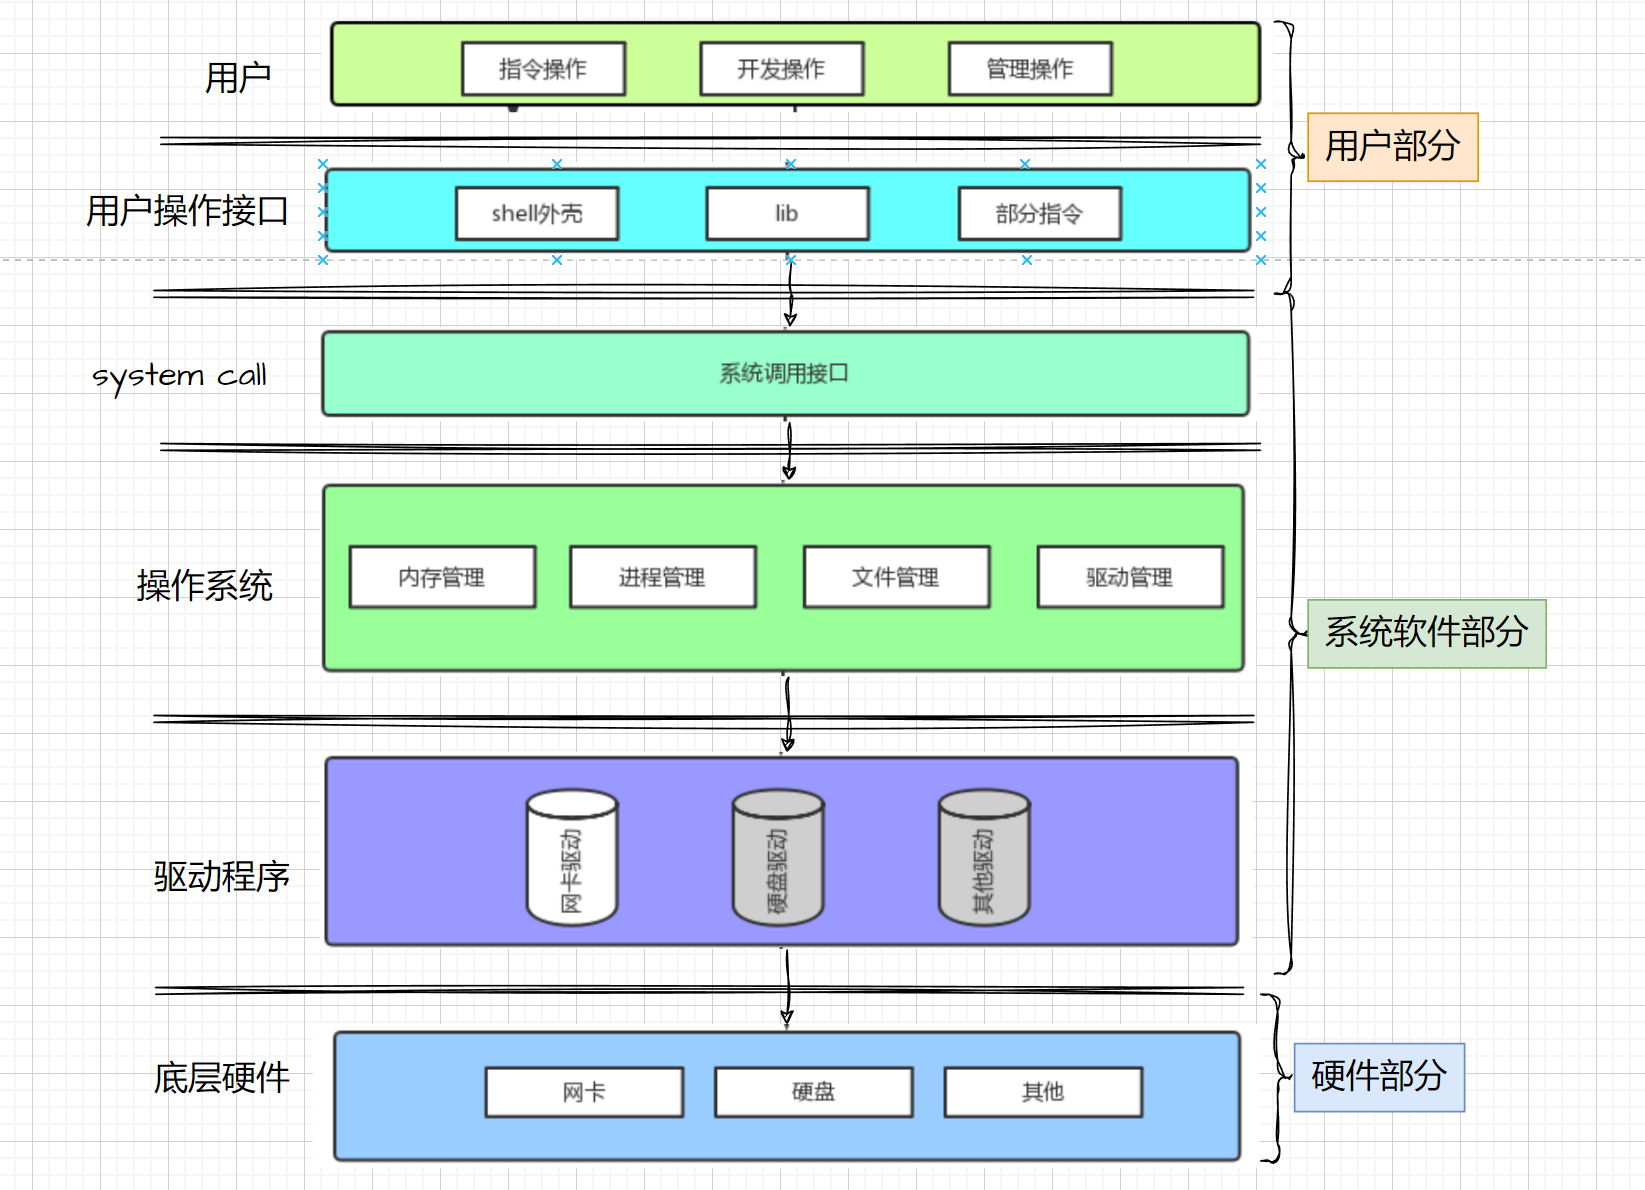 用户
指令操作
开发操作
管理操作
用户部分
用户操作接口
shell外壳
lib
部分指令
system call
系统调用接口
操作系统
内存管理
进程管理
文件管理
驱动管理
系统软件部分
驱动程序
网卡驱动
硬盘驱动
其他驱动
底层硬件
网卡
硬盘
其他
硬件部分